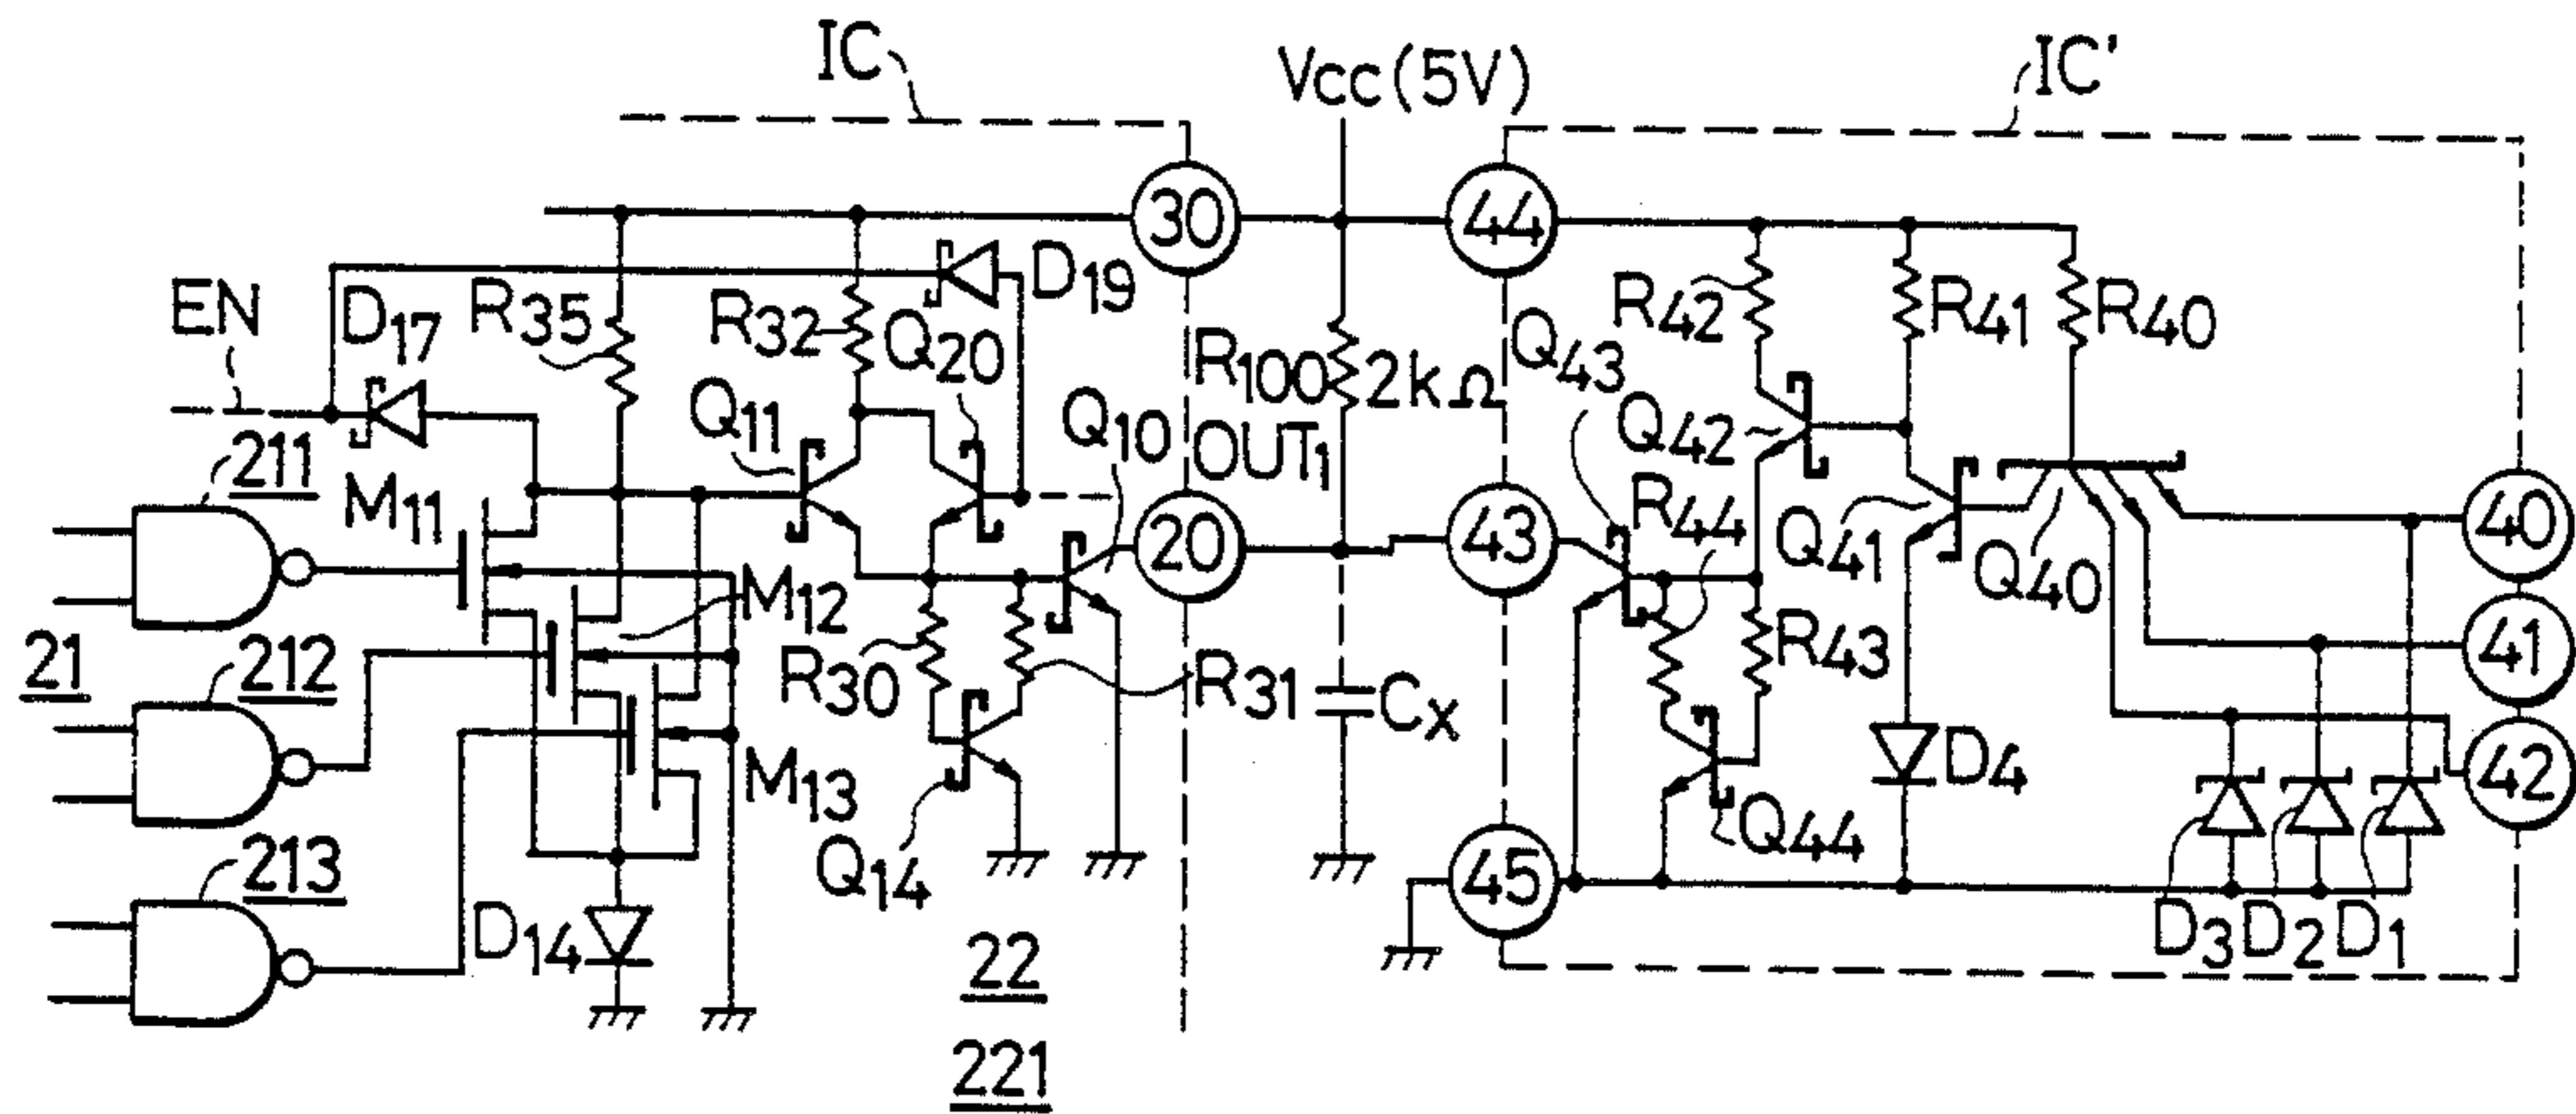 IC
Vcc (5V)
IC'
30
44
EN
D17
R35
R32
Q20
D19
R100
2kΩ
Q43
R42
R41
R40
Q11
Q10
OUT1
Q42
R44
Q41
Q40
211
M11
20
43
40
21
212
M12
R30
R31
Cx
R43
41
213
M13
Q14
D4
42
D14
22
45
Q44
D3
D2
D1
221